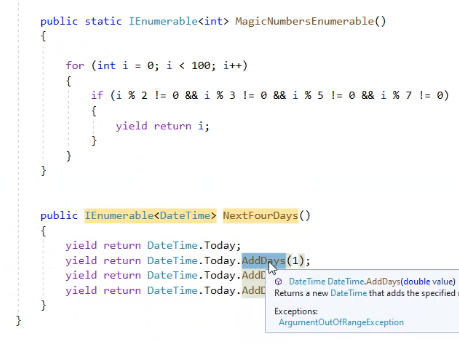 public static IEnumerable<int> MagicNumbersEnumerable()
{
for (int i = 0; i < 100; i++)
{
if (i % 2 != 0 && i % 3 != 0 && i % 5 != 0 && i % 7 != 0)
{
yield return i;
}
}
}
public IEnumerable<DateTime> NextFourDays()
{
yield return DateTime.Today;
yield return DateTime.Today.AddDays(1);
yield return DateTime.Today.AddD
yield return DateTime.Today.AddD
}
}
DateTime DateTime.AddDays(double value)
Returns a new DateTime that adds the specified
Exceptions:
ArgumentOutOfRangeException